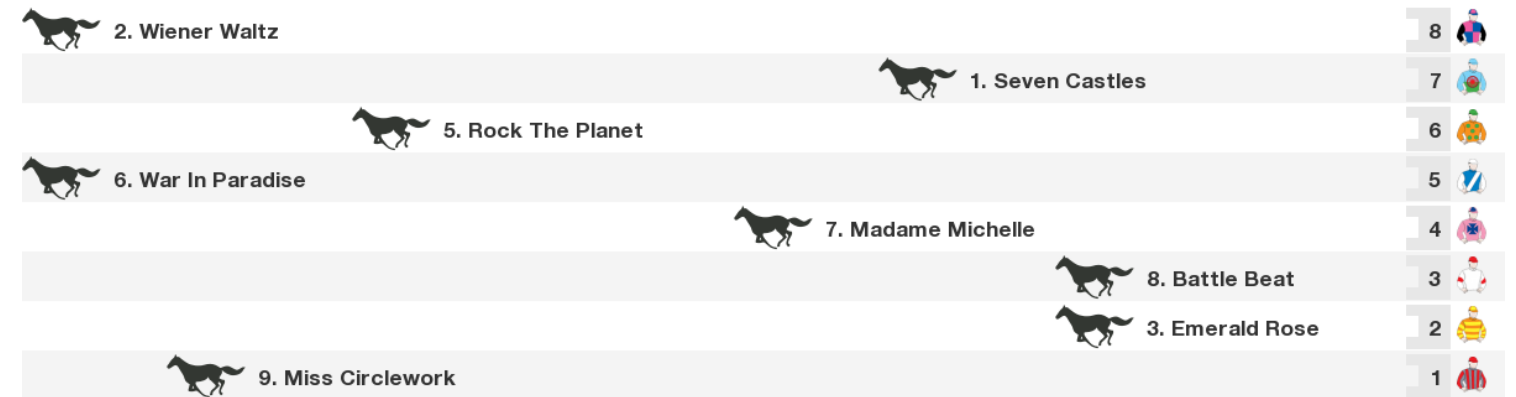 2. Wiener Waltz 8
1. Seven Castles 7
5. Rock The Planet 6
6. War In Paradise 5
7. Madame Michelle 4
8. Battle Beat 3
3. Emerald Rose 2
9. Miss Circlework 1